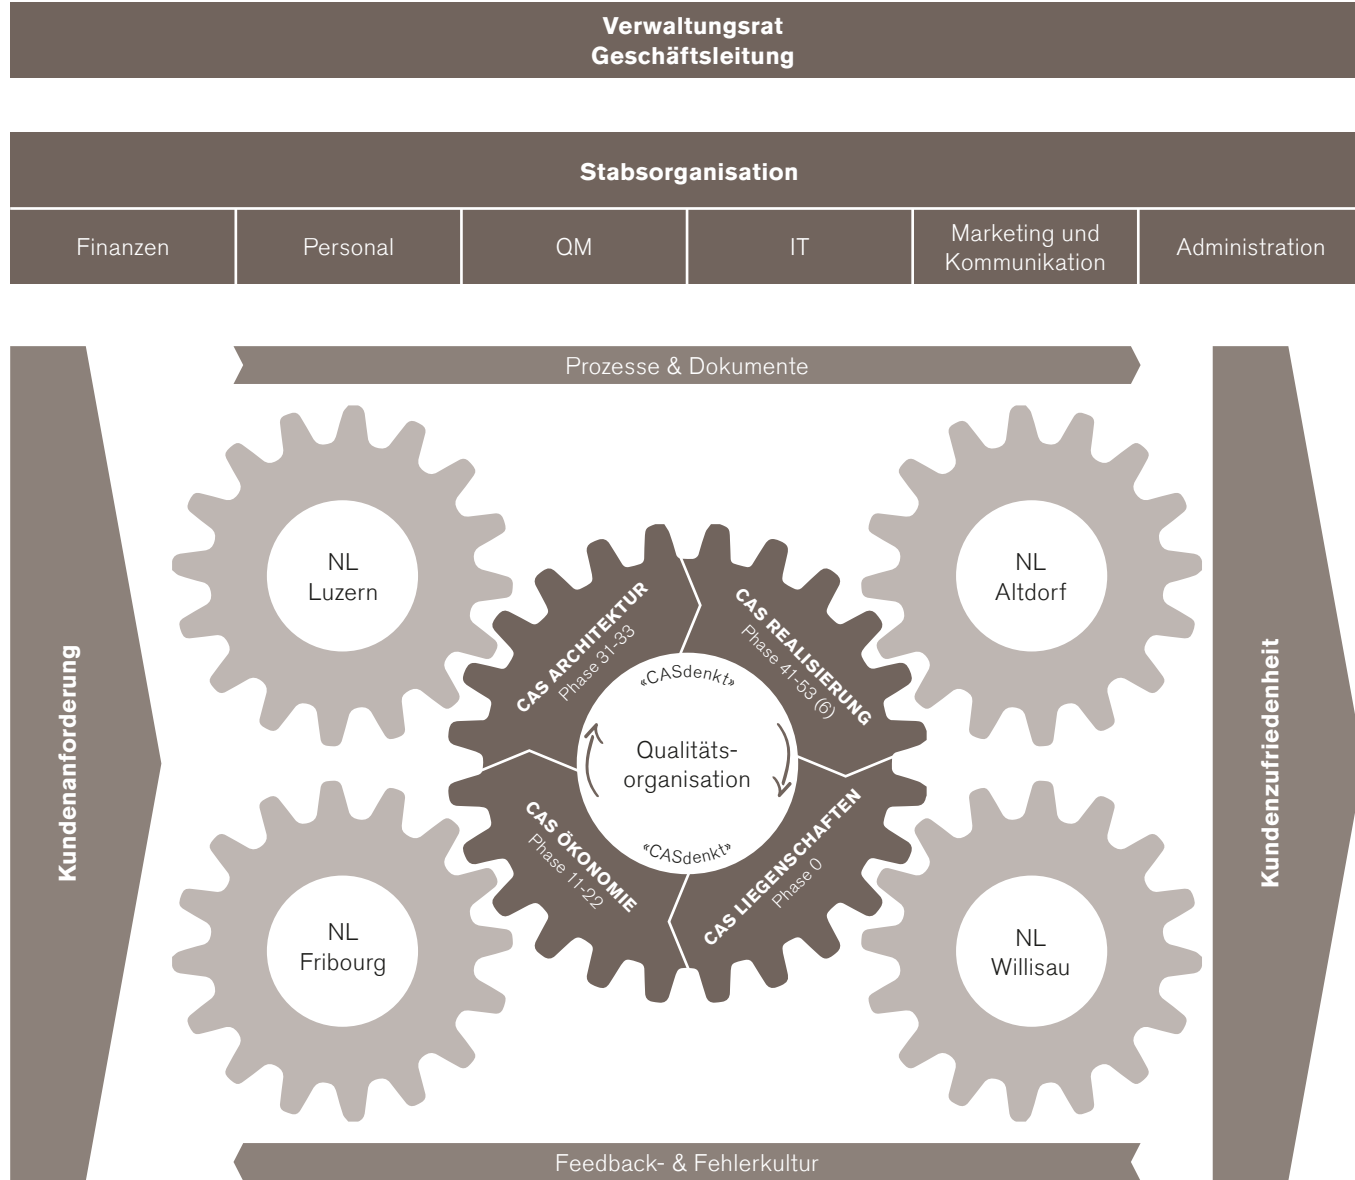 Verwaltungsrat
Geschäftsleitung
Stabsorganisation
Finanzen
Personal
QM
IT
Marketing und
Kommunikation
Administration
Prozesse & Dokumente
Kundenanforderung
NL
Luzern
NL
Altdorf
CAS ARCHITEKTUR
Phase 31-33
CAS REALISIERUNG
Phase 41-53 (6)
«CASdenkt»
Qualitäts-
organisation
«CASdenkt»
CAS ÖKONOMIE
Phase 11-22
CAS LIEGENSCHAFTEN
Phase 0
NL
Fribourg
NL
Willisau
Kundenzufriedenheit
Feedback- & Fehlerkultur